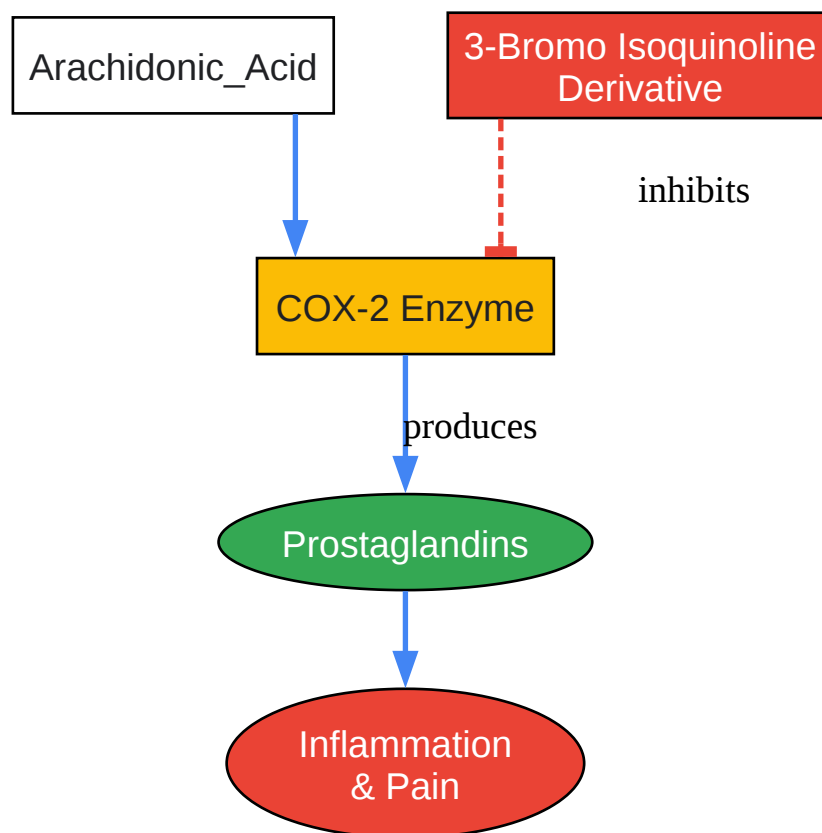 Arachidonic_Acid
3-Bromo Isoquinoline
Derivative
inhibits
COX-2 Enzyme
produces
Prostaglandins
Inflammation
& Pain